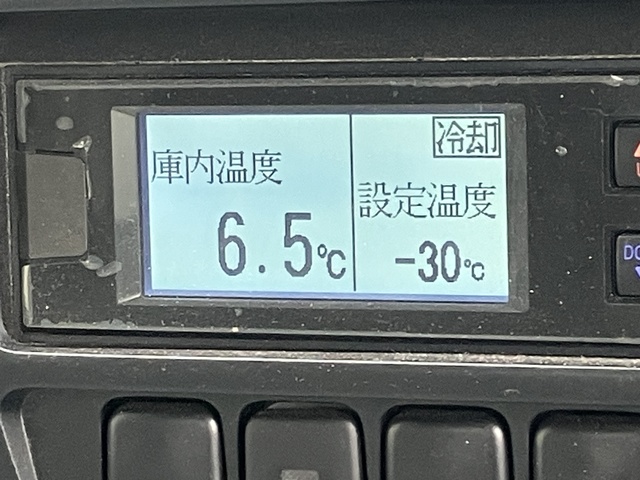 冷却
庫内温度
設定温度
6.5℃
-30℃